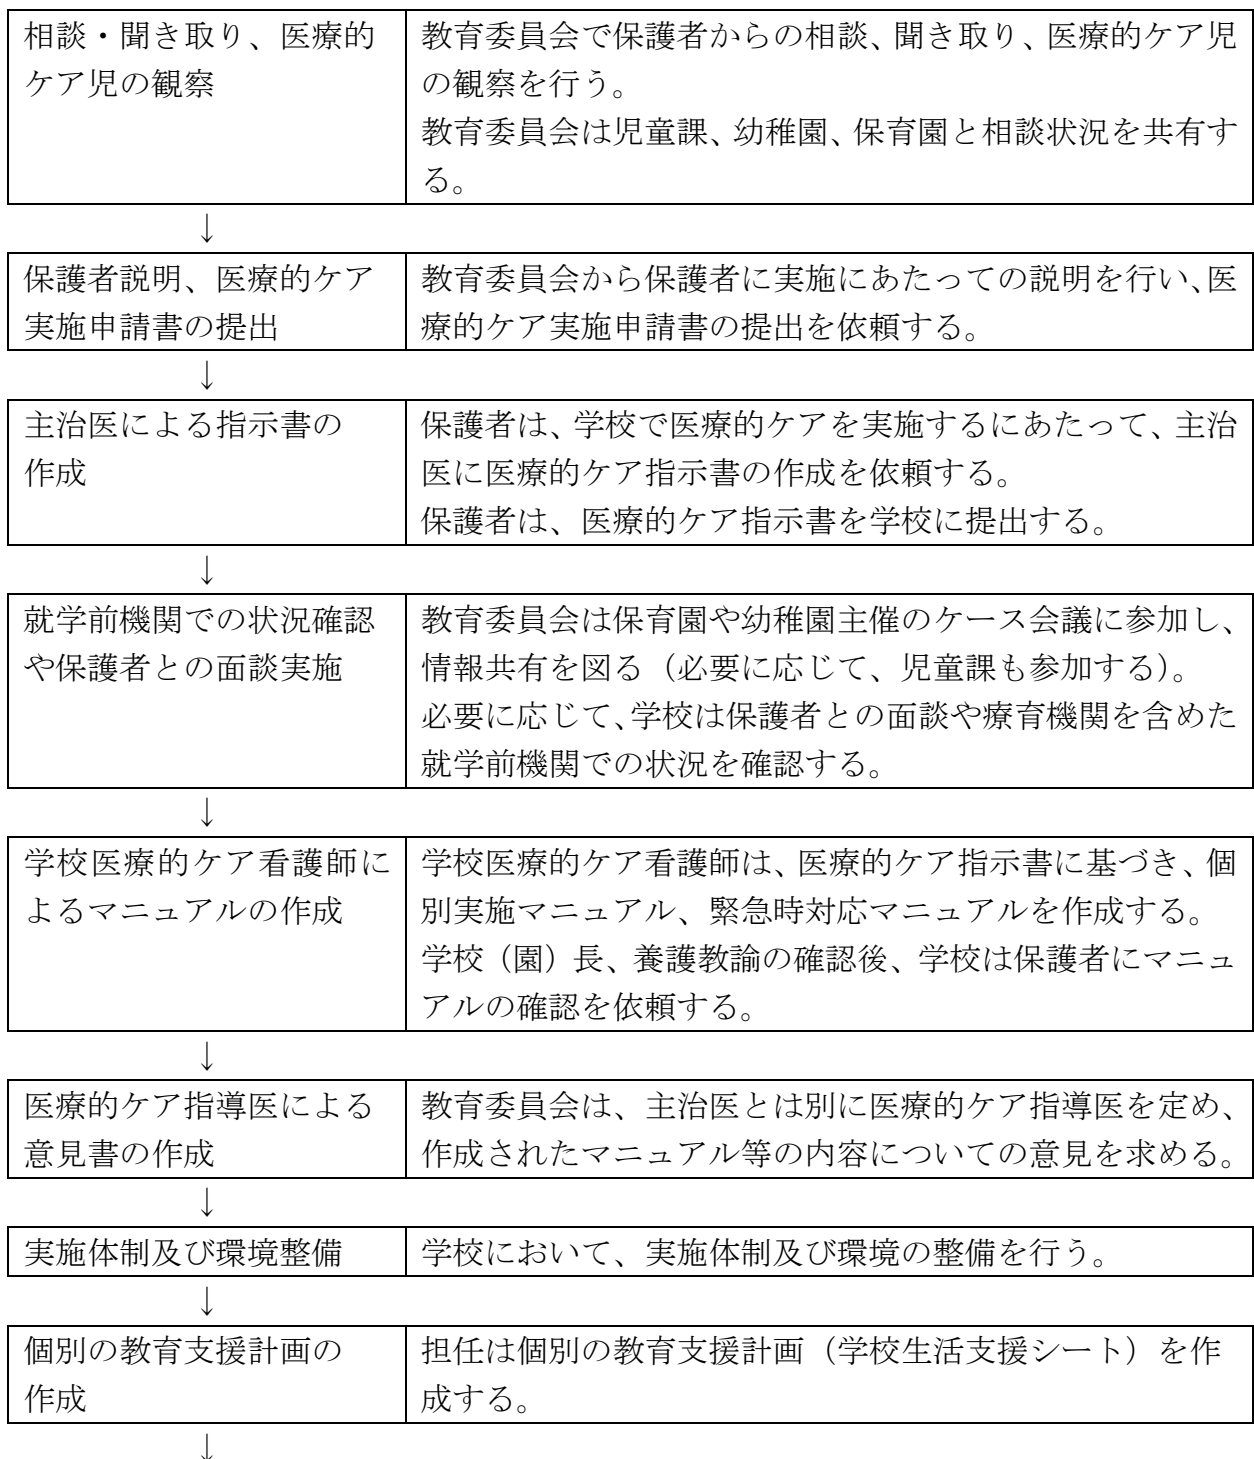 相談・聞き取り、医療的
ケア児の観察
教育委員会で保護者からの相談、聞き取り、医療的ケア児
の観察を行う。
教育委員会は児童課、幼稚園、保育園と相談状況を共有す
る。
↓
保護者説明、医療的ケア
実施申請書の提出
教育委員会から保護者に実施にあたっての説明を行い、医
療的ケア実施申請書の提出を依頼する。
↓
主治医による指示書の
作成
保護者は、学校で医療的ケアを実施するにあたって、主治
医に医療的ケア指示書の作成を依頼する。
保護者は、医療的ケア指示書を学校に提出する。
↓
就学前機関での状況確認
や保護者との面談実施
教育委員会は保育園や幼稚園主催のケース会議に参加し、
情報共有を図る（必要に応じて、児童課も参加する）。
必要に応じて、学校は保護者との面談や療育機関を含めた
就学前機関での状況を確認する。
↓
学校医療的ケア看護師に
よるマニュアルの作成
学校医療的ケア看護師は、医療的ケア指示書に基づき、個
別実施マニュアル、緊急時対応マニュアルを作成する。
学校（園）長、養護教諭の確認後、学校は保護者にマニュ
アルの確認を依頼する。
↓
医療的ケア指導医による
意見書の作成
教育委員会は、主治医とは別に医療的ケア指導医を定め、
作成されたマニュアル等の内容についての意見を求める。
↓
実施体制及び環境整備
学校において、実施体制及び環境の整備を行う。
↓
個別の教育支援計画の
作成
担任は個別の教育支援計画（学校生活支援シート）を作
成する。
↓